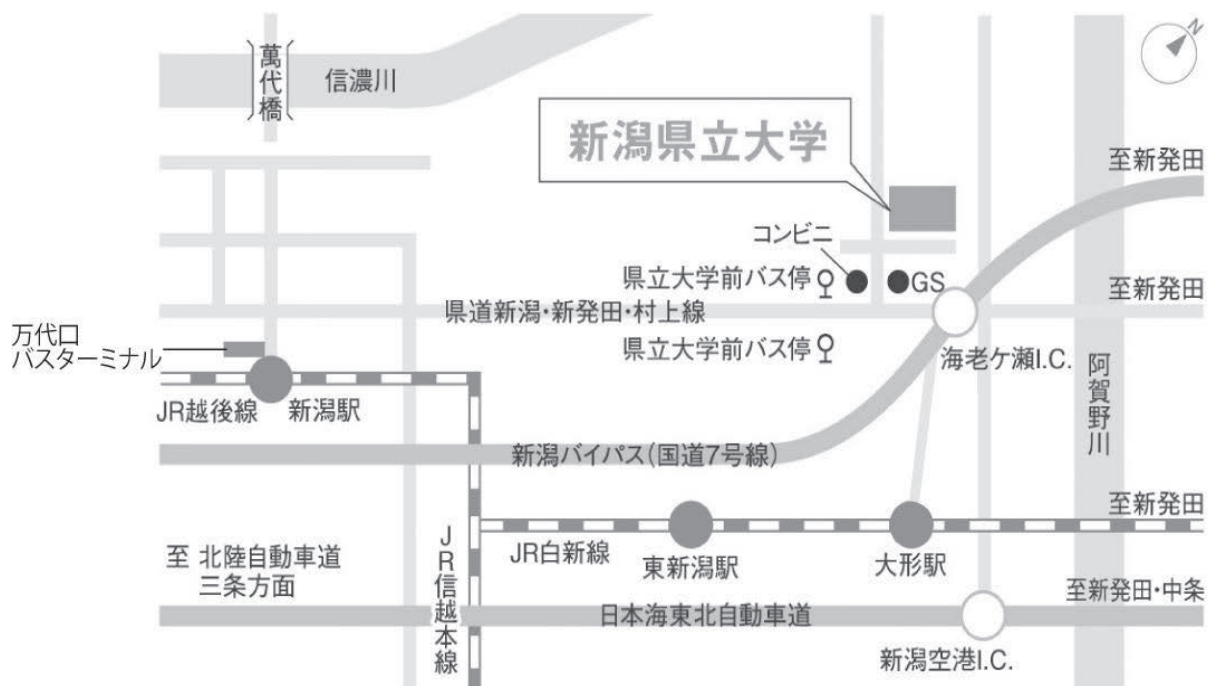 N
萬代橋
信濃川
新潟県立大学
至新発田
コンビニ
県立大学前バス停
GS
至新発田
県道新潟・新発田・村上線
万代口
バスターミナル
県立大学前バス停
海老ケ瀬I.C.
阿賀野川
JR越後線
新潟駅
新潟バイパス(国道7号線)
至新発田
JR白新線
東新潟駅
大形駅
JR信越本線
至 北陸自動車道
三条方面
至新発田・中条
日本海東北自動車道
新潟空港I.C.